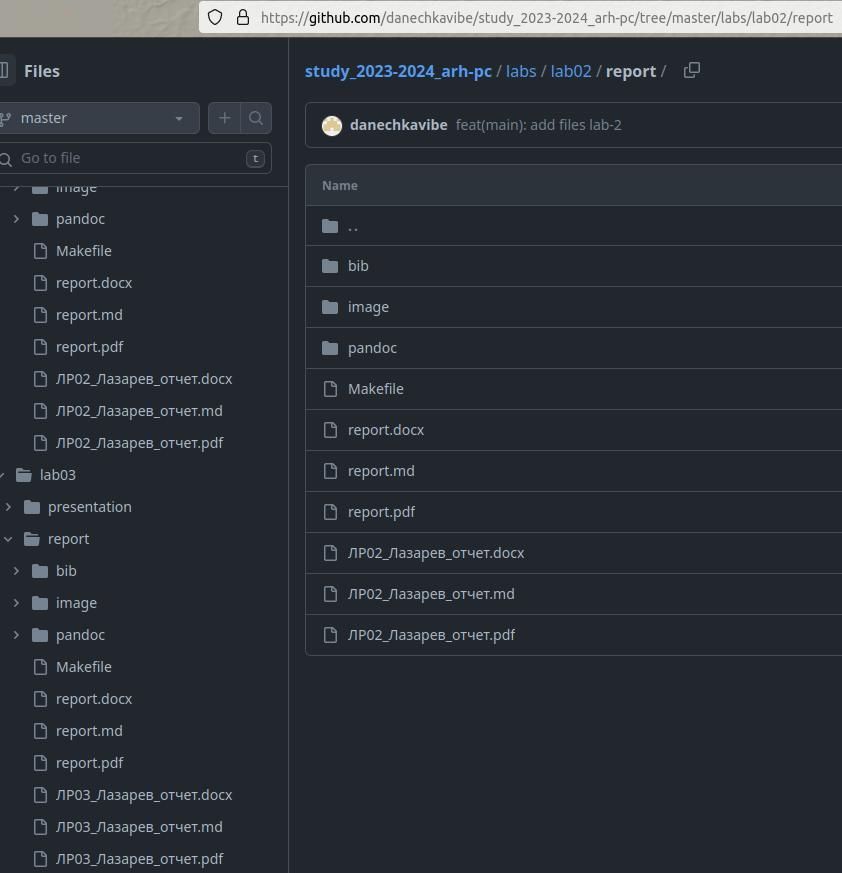 https://github.com/danechkavibe/study_2023-2024_arh-pc/tree/master/labs/lab02/report
Files
master
Go to file
t
image
pandoc
Makefile
report.docx
report.md
report.pdf
ЛР02_Лазарев_отчет.docx
ЛР02_Лазарев_отчет.md
ЛР02_Лазарев_отчет.pdf
lab03
presentation
report
bib
image
pandoc
Makefile
report.docx
report.md
report.pdf
ЛР03_Лазарев_отчет.docx
ЛР03_Лазарев_отчет.md
ЛР03_Лазарев_отчет.pdf
study_2023-2024_arh-pc / labs / lab02 / report /
danechkavibe feat(main): add files lab-2
Name
..
bib
image
pandoc
Makefile
report.docx
report.md
report.pdf
ЛР02_Лазарев_отчет.docx
ЛР02_Лазарев_отчет.md
ЛР02_Лазарев_отчет.pdf